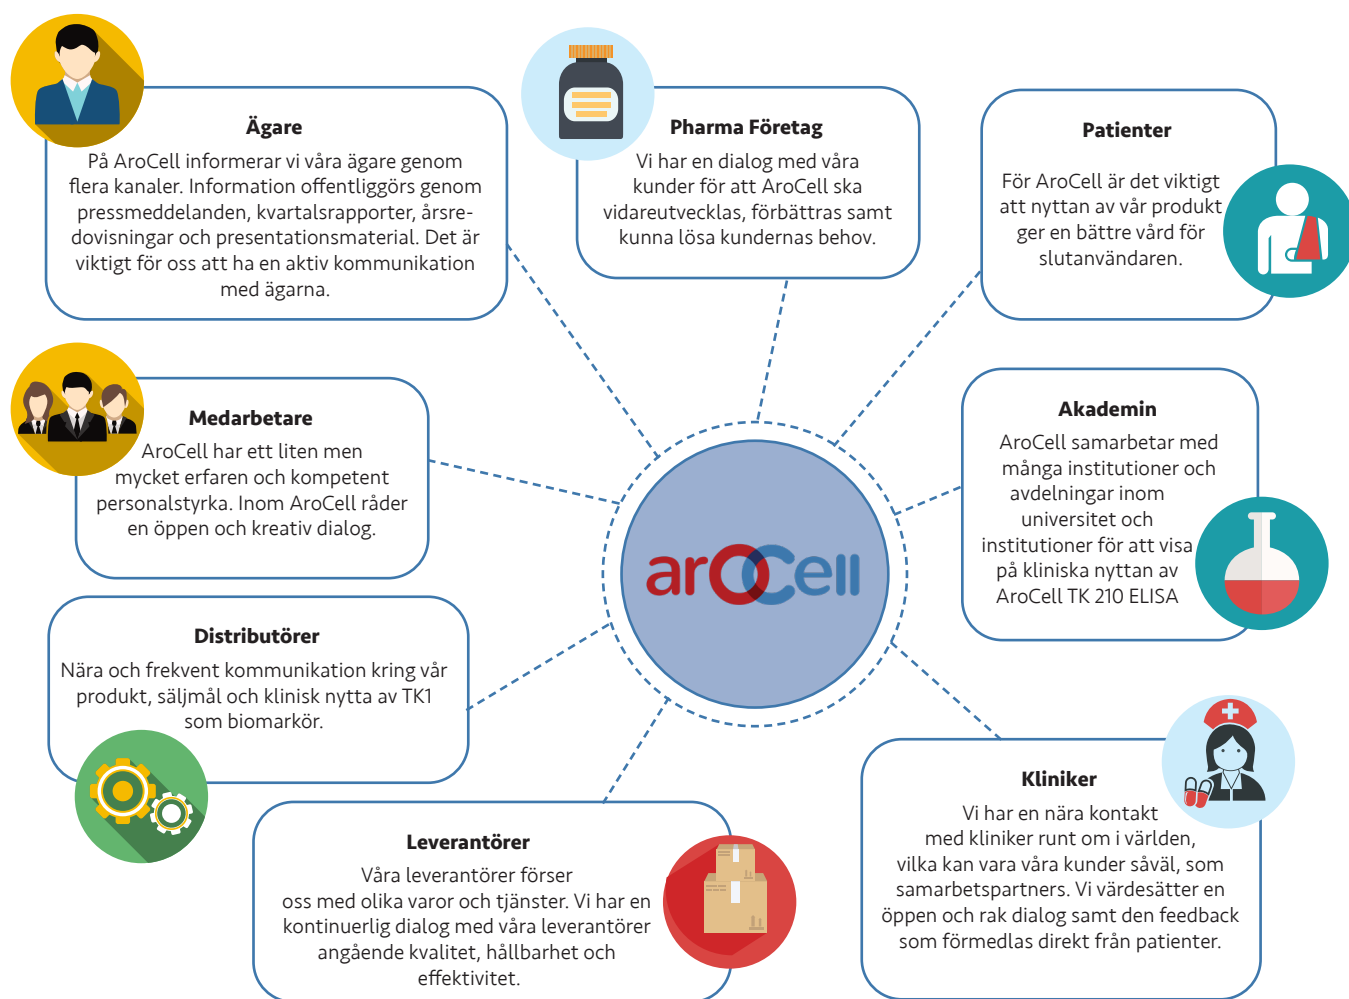 Ägare
På AroCell informerar vi våra ägare genom
flera kanaler. Information offentliggörs genom
pressmeddelanden, kvartalsrapporter, årsre-
dovisningar och presentationsmaterial. Det är
viktigt för oss att ha en aktiv kommunikation
med ägarna.
Pharma Företag
Vi har en dialog med våra
kunder för att AroCell ska
vidareutvecklas, förbättras samt
kunna lösa kundernas behov.
Patienter
För AroCell är det viktigt
att nyttan av vår produkt
ger en bättre vård för
slutanvändaren.
Medarbetare
AroCell har ett liten men
mycket erfaren och kompetent
personalstyrka. Inom AroCell råder
en öppen och kreativ dialog.
arocell
Akademin
AroCell samarbetar med
många institutioner och
avdelningar inom
universitet och
institutioner för att visa
på kliniska nyttan av
AroCell TK 210 ELISA
Distributörer
Nära och frekvent kommunikation kring vår
produkt, säljmål och klinisk nytta av TK1
som biomarkör.
Leverantörer
Våra leverantörer förser
oss med olika varor och tjänster. Vi har en
kontinuerlig dialog med våra leverantörer
angående kvalitet, hållbarhet och
effektivitet.
Kliniker
Vi har en nära kontakt
med kliniker runt om i världen,
vilka kan vara våra kunder såväl, som
samarbetspartners. Vi värdesätter en
öppen och rak dialog samt den feedback
som förmedlas direkt från patienter.